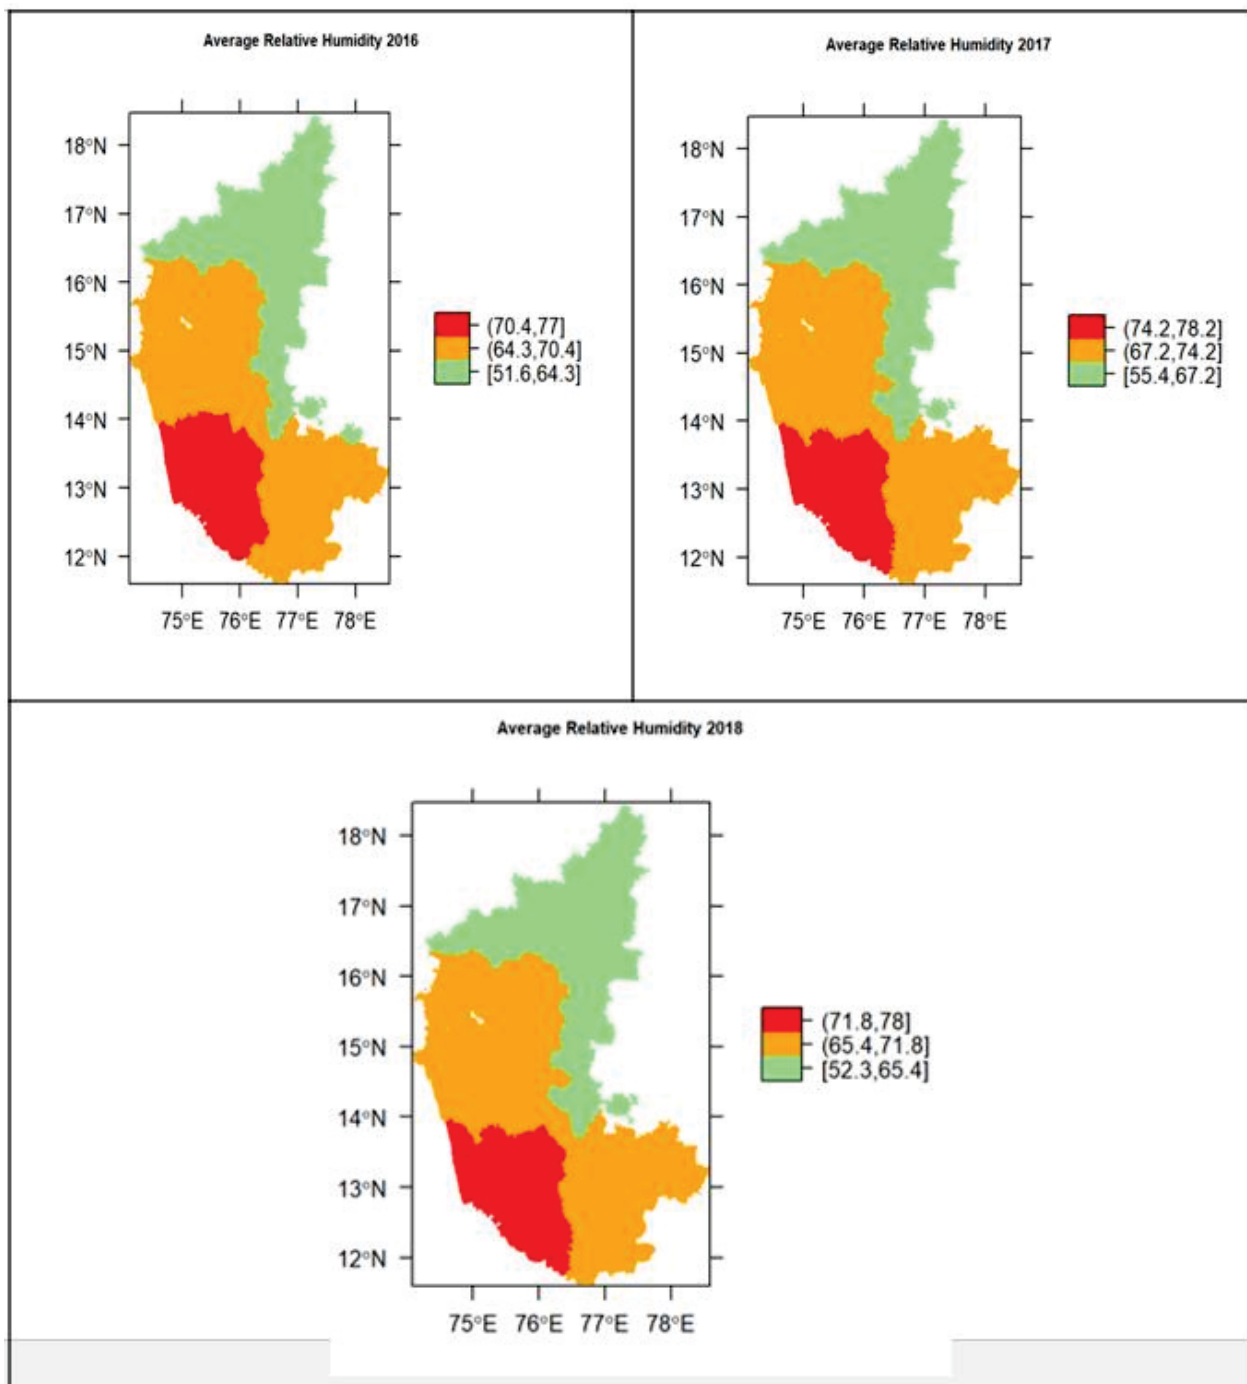 Average Relative Humidity 2016
18°N
17°N
16°N
15°N
14°N
13°N
12°N
75°E 76°E 77°E 78°E
(70.4,77]
(64.3,70.4]
[51.6,64.3]
Average Relative Humidity 2017
18°N
17°N
16°N
15°N
14°N
13°N
12°N
75°E 76°E 77°E 78°E
(74.2,78.2]
(67.2,74.2]
[55.4,67.2]
Average Relative Humidity 2018
18°N
17°N
16°N
15°N
14°N
13°N
12°N
75°E 76°E 77°E 78°E
(71.8,78]
(65.4,71.8]
[52.3,65.4]